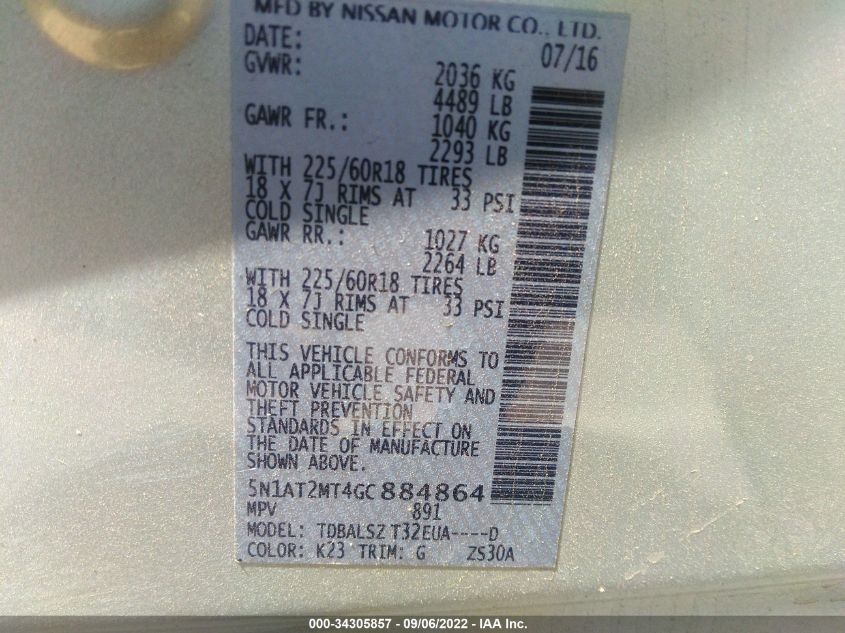 MFD BY NISSAN MOTOR CO., LTD.
DATE: 07/16
GVWR: 2036 KG
4489 LB
GAWR FR.: 1040 KG
2293 LB
WITH 225/60R18 TIRES
18 X 7J RIMS AT 33 PSI
COLD SINGLE
GAWR RR.: 1027 KG
2264 LB
WITH 225/60R18 TIRES
18 X 7J RIMS AT 33 PSI
COLD SINGLE
THIS VEHICLE CONFORMS TO
ALL APPLICABLE FEDERAL
MOTOR VEHICLE SAFETY AND
THEFT PREVENTION
STANDARDS IN EFFECT ON
THE DATE OF MANUFACTURE
SHOWN ABOVE.
5N1AT2MT4GC884864
MPV 891
MODEL: TDBALSZ T32EUA----D
COLOR: K23 TRIM: G ZS30A
000-34305857 - 09/06/2022 - IAA Inc.